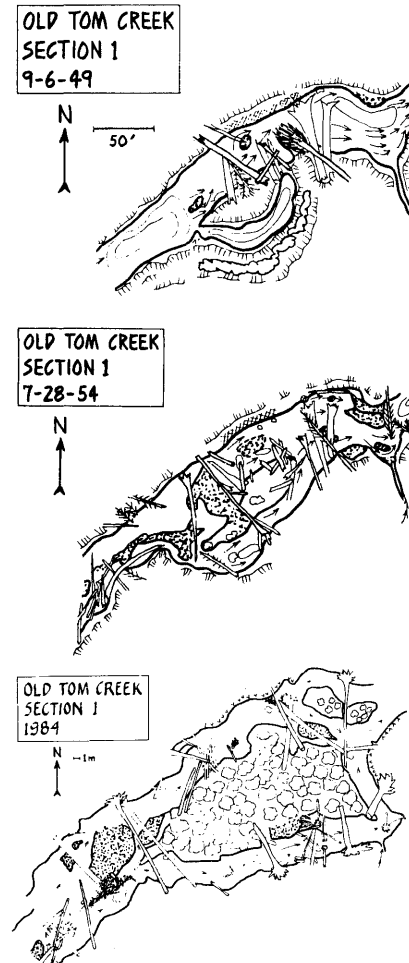 OLD TOM CREEK
SECTION 1
9-6-49
N
50'
OLD TOM CREEK
SECTION 1
7-28-54
N
OLD TOM CREEK
SECTION 1
1984
N
1m